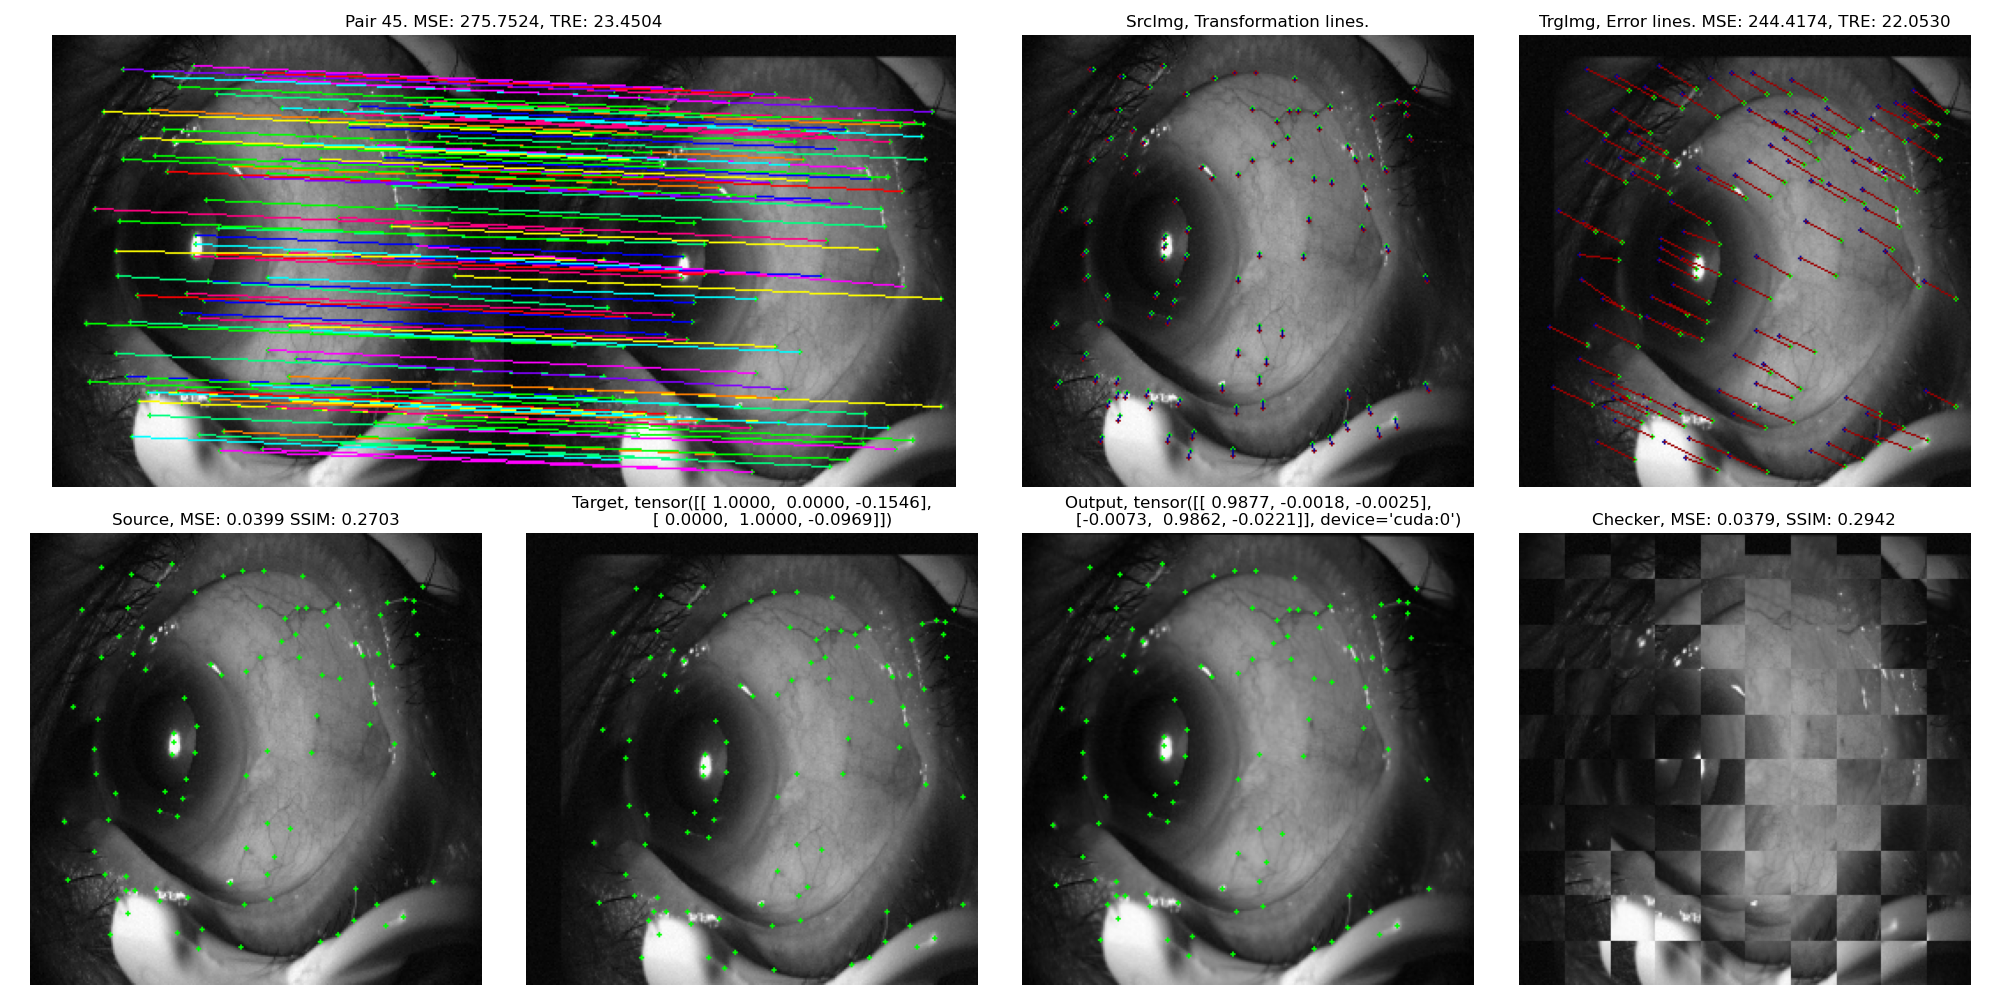 Pair 45. MSE: 275.7524, TRE: 23.4504
SrcImg, Transformation lines.
TrgImg, Error lines. MSE: 244.4174, TRE: 22.0530
Source, MSE: 0.0399 SSIM: 0.2703
Target, tensor([[ 1.0000,  0.0000, -0.1546],
[ 0.0000,  1.0000, -0.0969]])
Output, tensor([[ 0.9877, -0.0018, -0.0025],
[-0.0073,  0.9862, -0.0221]], device='cuda:0')
Checker, MSE: 0.0379, SSIM: 0.2942